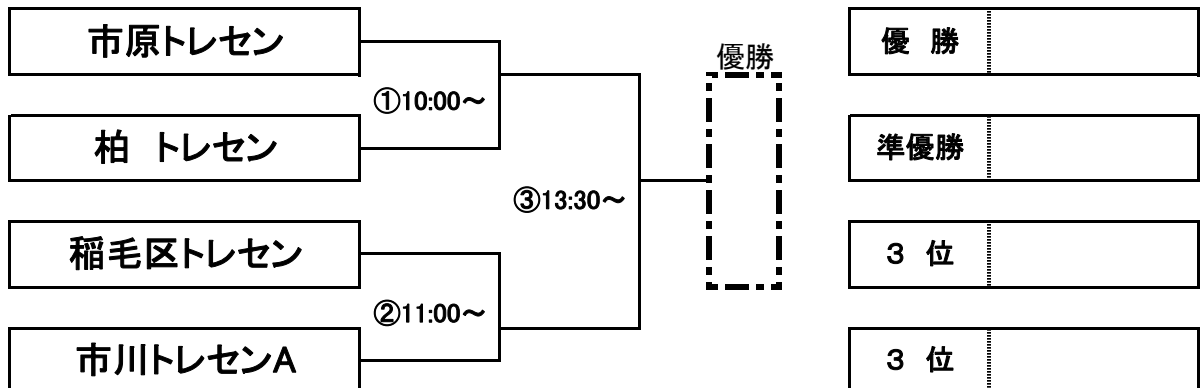 市原トレセン
①10:00～
柏　トレセン
稲毛区トレセン
②11:00～
市川トレセンA
③13:30～
優勝
優　勝
準優勝
３　位
３　位